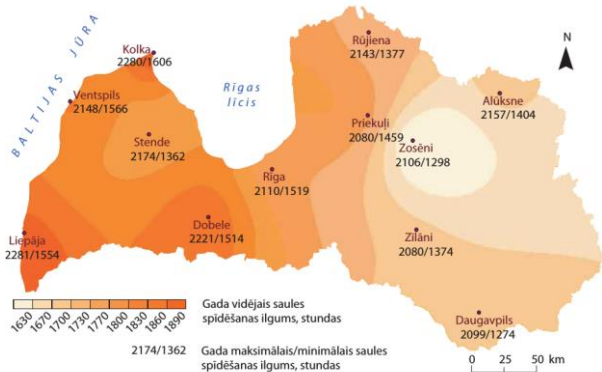 BALTIJAS JŪRA
Rīgas
līcis
N
Kolka
2280/1606
Ventspils
2148/1566
Stende
2174/1362
Rūjiena
2143/1377
Alūksne
2157/1404
Priekuļi
2080/1459
Zosēni
2106/1298
Rīga
2110/1519
Dobele
2221/1514
Liepāja
2281/1554
Zīlāni
2080/1374
Daugavpils
2099/1274
1630 1670 1700 1730 1770 1800 1830 1860 1890
Gada vidējais saules
spīdēšanas ilgums, stundas
2174/1362
Gada maksimālais/minimālais saules
spīdēšanas ilgums, stundas
0 25 50 km